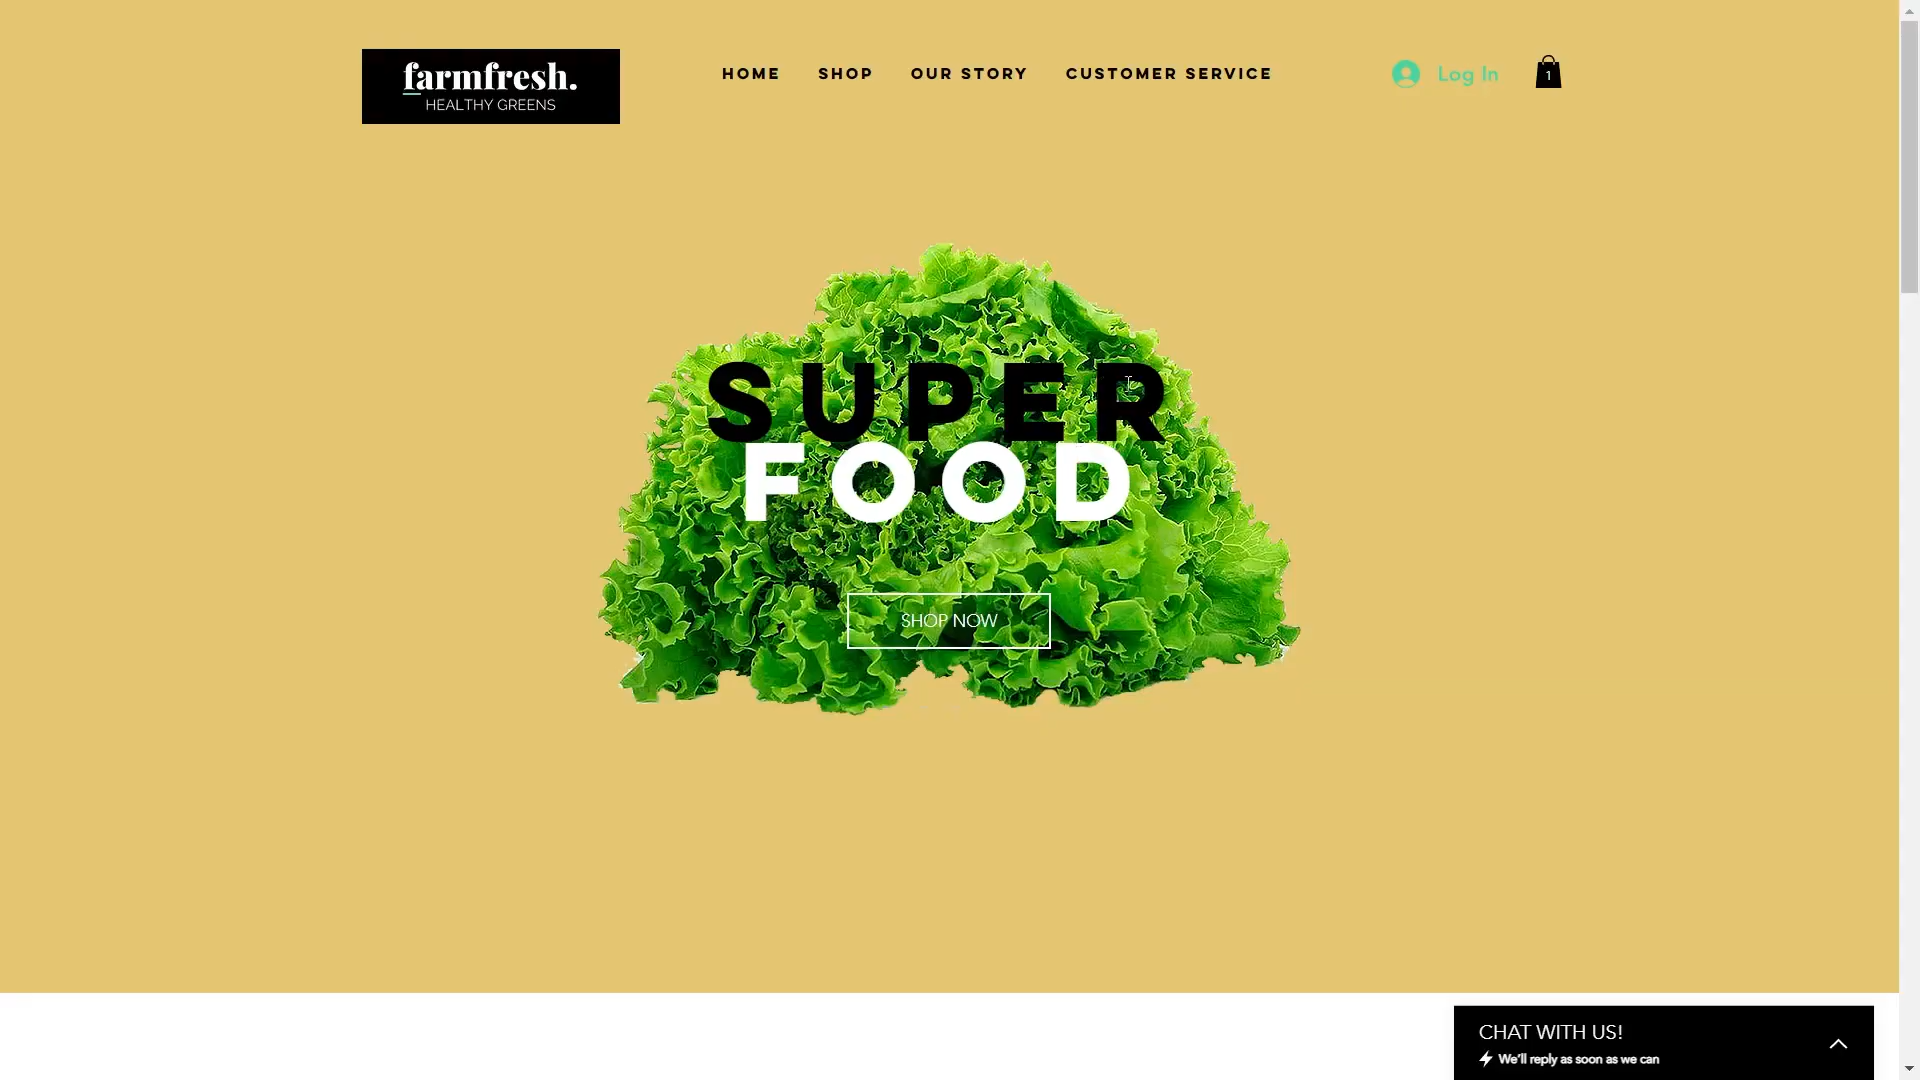 farmfresh.
HEALTHY GREENS
HOME
SHOP
OUR STORY
CUSTOMER SERVICE
Log In
1
SUPER
FOOD
SHOP NOW
CHAT WITH US!
We'll reply as soon as we can